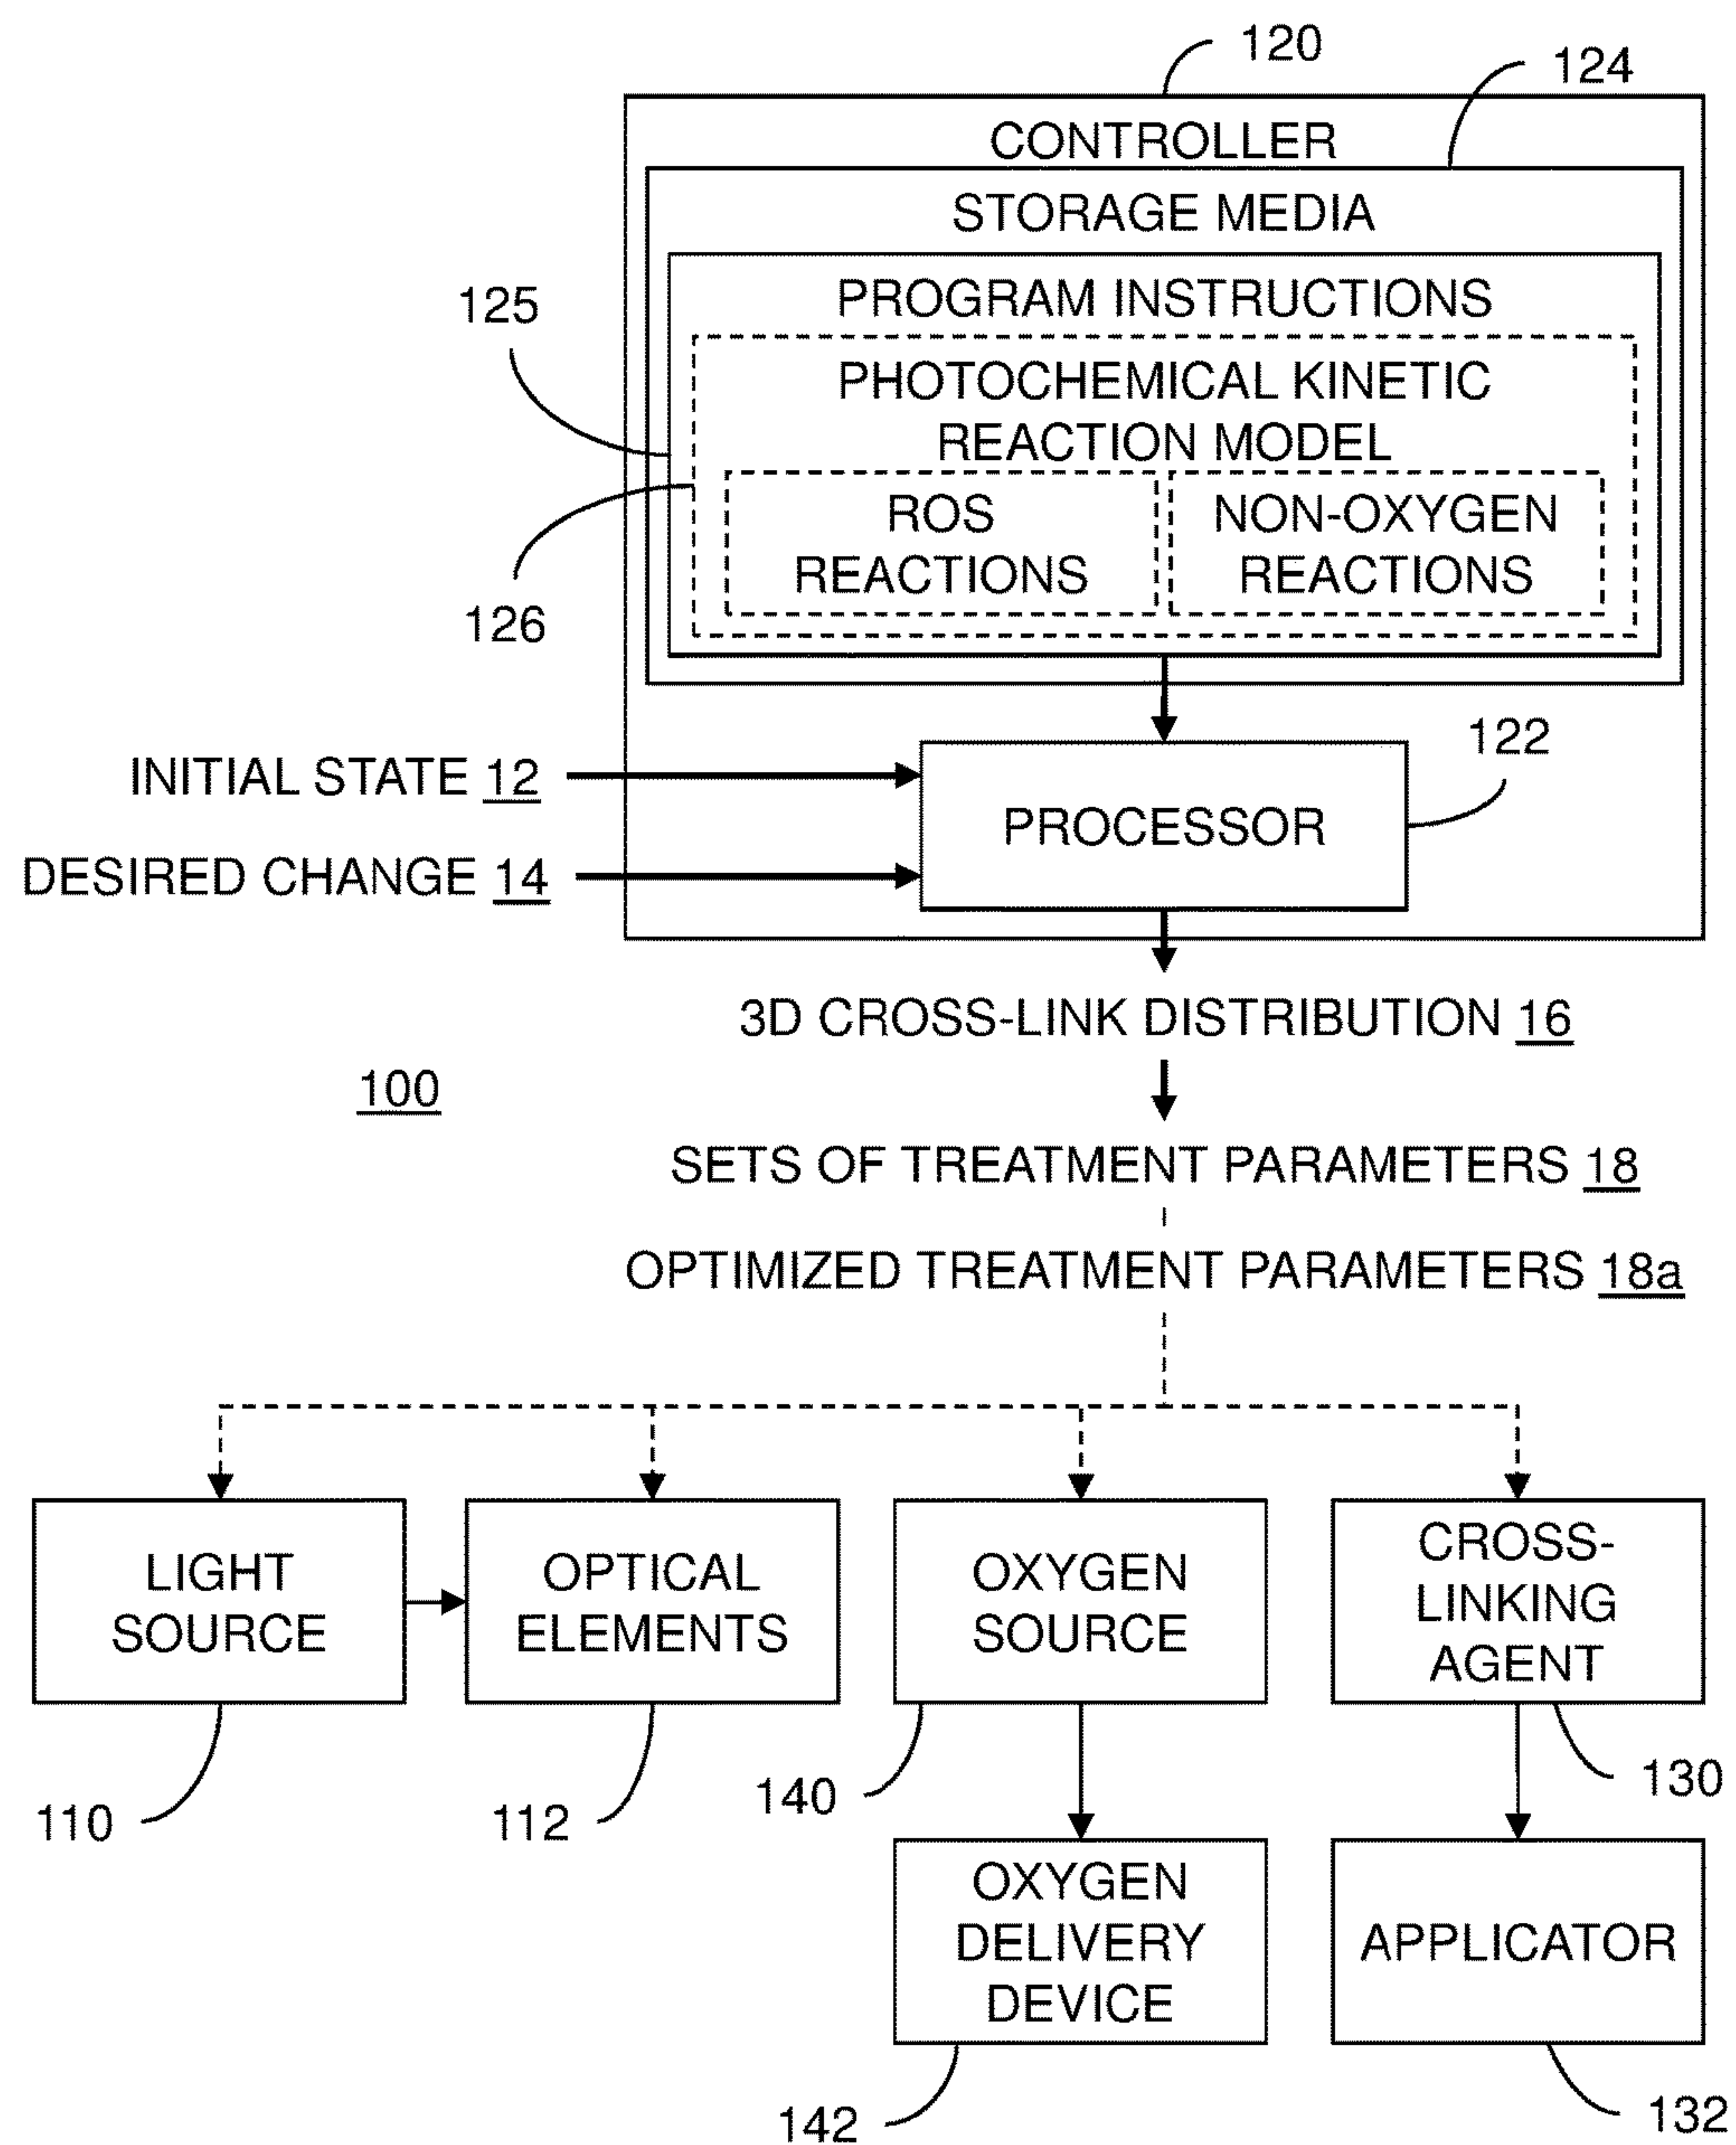 120
124
CONTROLLER
STORAGE MEDIA
PROGRAM INSTRUCTIONS
125
PHOTOCHEMICAL KINETIC
REACTION MODEL
ROS
REACTIONS
NON-OXYGEN
REACTIONS
126
122
INITIAL STATE 12
PROCESSOR
DESIRED CHANGE 14
3D CROSS-LINK DISTRIBUTION 16
100
SETS OF TREATMENT PARAMETERS 18
OPTIMIZED TREATMENT PARAMETERS 18a
LIGHT
SOURCE
OPTICAL
ELEMENTS
OXYGEN
SOURCE
CROSS-
LINKING
AGENT
110
112
140
130
OXYGEN
DELIVERY
DEVICE
APPLICATOR
142
132